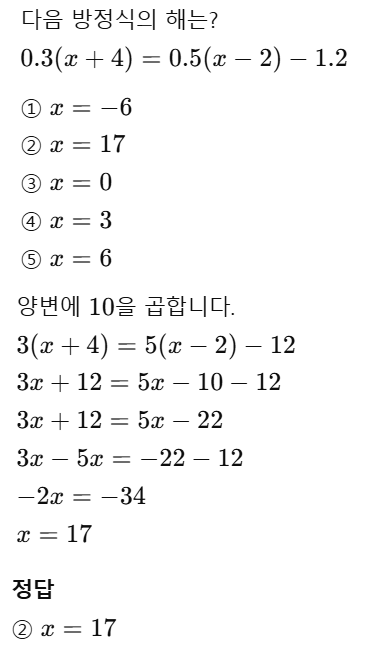 다음 방정식의 해는?
0.3(x + 4) = 0.5(x − 2) − 1.2
① x = −6
② x = 17
③ x = 0
④ x = 3
⑤ x = 6
양변에 10을 곱합니다.
3(x + 4) = 5(x − 2) − 12
3x + 12 = 5x − 10 − 12
3x + 12 = 5x − 22
3x − 5x = −22 − 12
−2x = −34
x = 17
정답
② x = 17